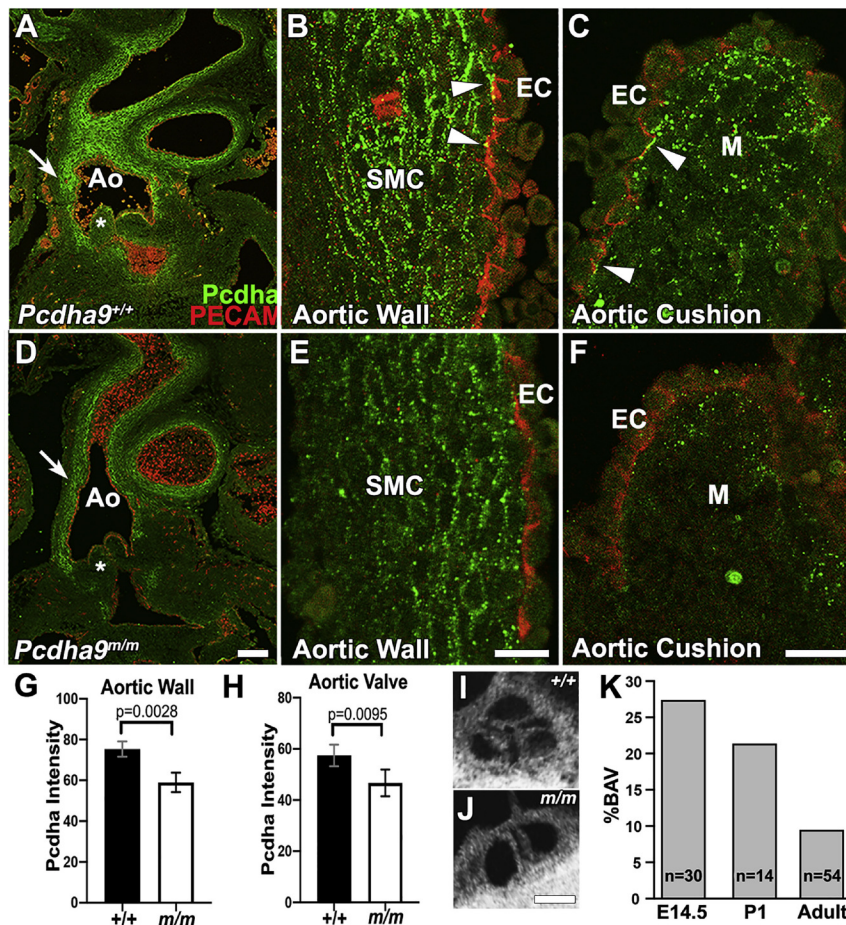 A
Ao
*
Pcdha
Pcdha9+/+
PECAM
B
EC
SMC
Aortic Wall
C
EC
M
Aortic Cushion
D
Ao
*
Pcdha9m/m
E
EC
SMC
Aortic Wall
F
EC
M
Aortic Cushion
G
Aortic Wall
p=0.0028
Pcdha Intensity
100
80
60
40
20
0
+/+
m/m
H
Aortic Valve
p=0.0095
Pcdha Intensity
80
60
40
20
0
+/+
m/m
I
+/+
J
m/m
K
%BAV
30
25
20
15
10
5
0
n=30
n=14
n=54
E14.5
P1
Adult